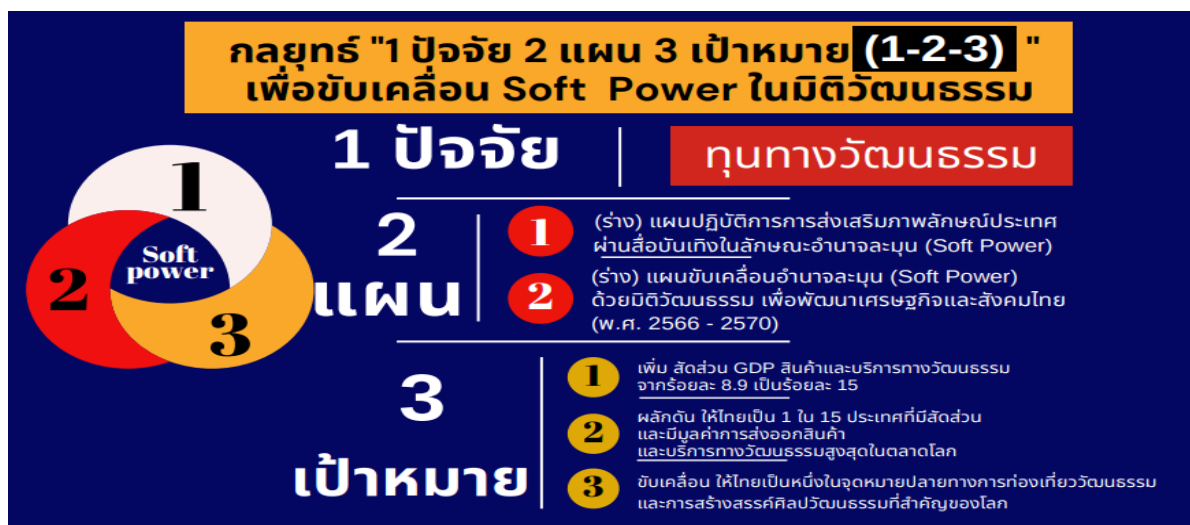 กลยุทธ์ "1 ปัจจัย 2 แผน 3 เป้าหมาย (1-2-3) "
เพื่อขับเคลื่อน Soft Power ในมิติวัฒนธรรม
1
2
3
Soft
power
1 ปัจจัย
ทุนทางวัฒนธรรม
2
แผน
1
(ร่าง) แผนปฏิบัติการการส่งเสริมภาพลักษณ์ประเทศ
ผ่านสื่อบันเทิงในลักษณะอำนาจละมุน (Soft Power)
2
(ร่าง) แผนขับเคลื่อนอำนาจละมุน (Soft Power)
ด้วยมิติวัฒนธรรม เพื่อพัฒนาเศรษฐกิจและสังคมไทย
(พ.ศ. 2566 - 2570)
3
เป้าหมาย
1
เพิ่ม สัดส่วน GDP สินค้าและบริการทางวัฒนธรรม
จากร้อยละ 8.9 เป็นร้อยละ 15
2
ผลักดัน ให้ไทยเป็น 1 ใน 15 ประเทศที่มีสัดส่วน
และมีมูลค่าการส่งออกสินค้า
และบริการทางวัฒนธรรมสูงสุดในตลาดโลก
3
ขับเคลื่อน ให้ไทยเป็นหนึ่งในจุดหมายปลายทางการท่องเที่ยววัฒนธรรม
และการสร้างสรรค์ศิลปวัฒนธรรมที่สำคัญของโลก